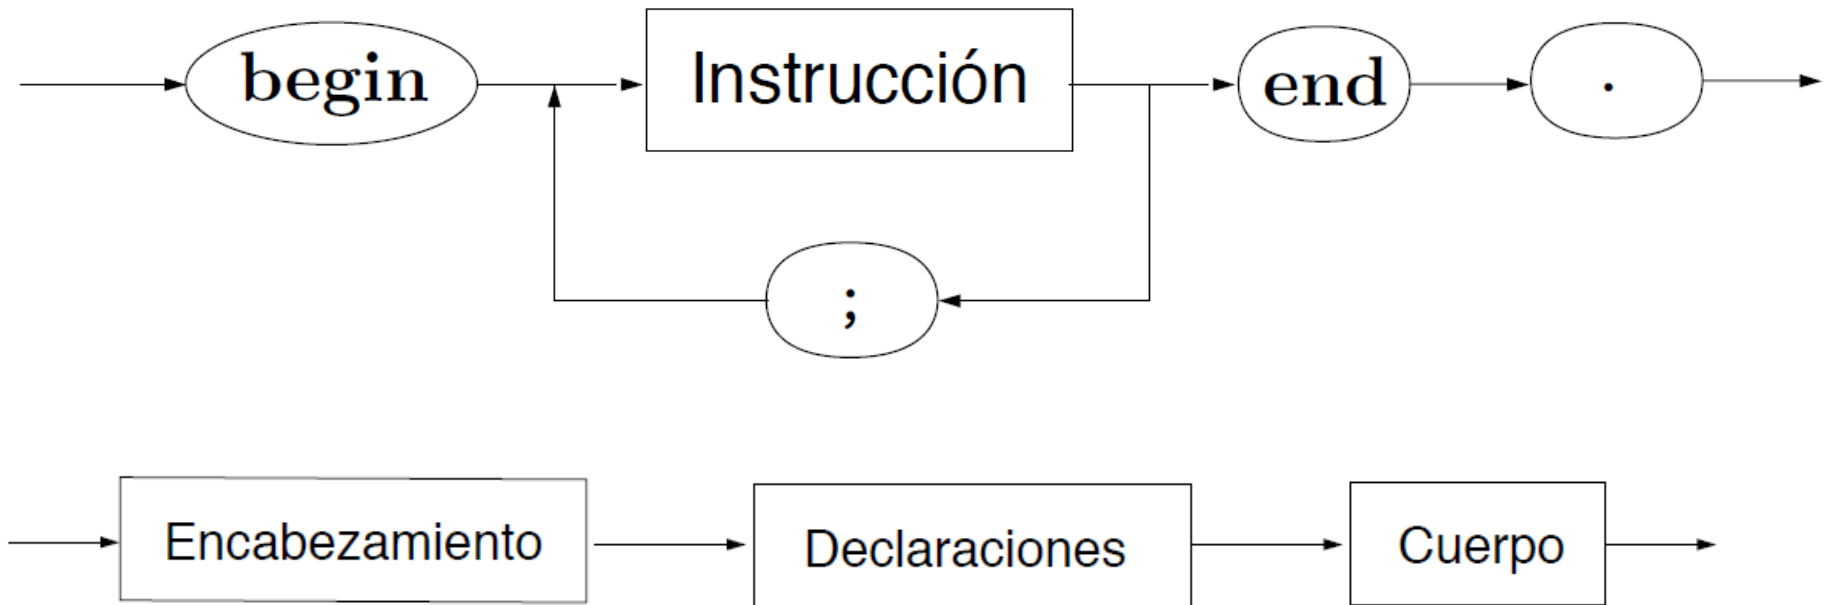 begin Instrucción end .
;
Encabezamiento Declaraciones Cuerpo